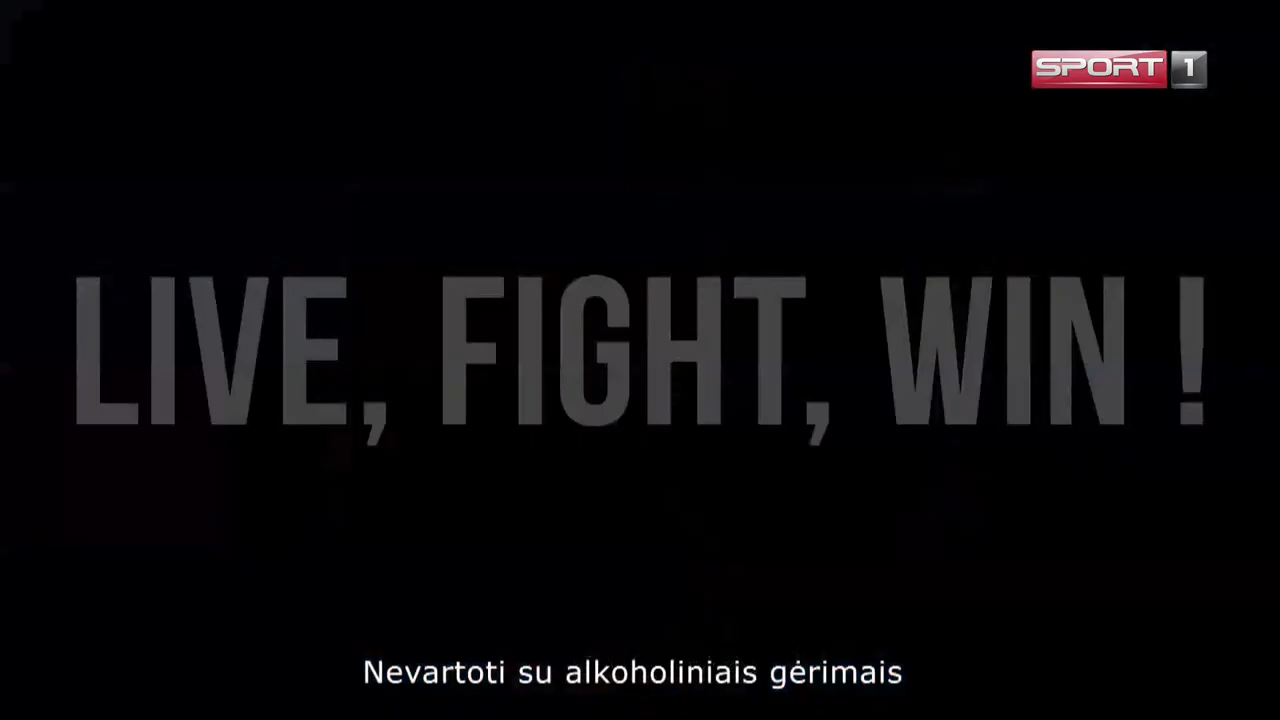 SPORT 1
LIVE, FIGHT, WIN !
Nevartoti su alkoholiniais gėrimais